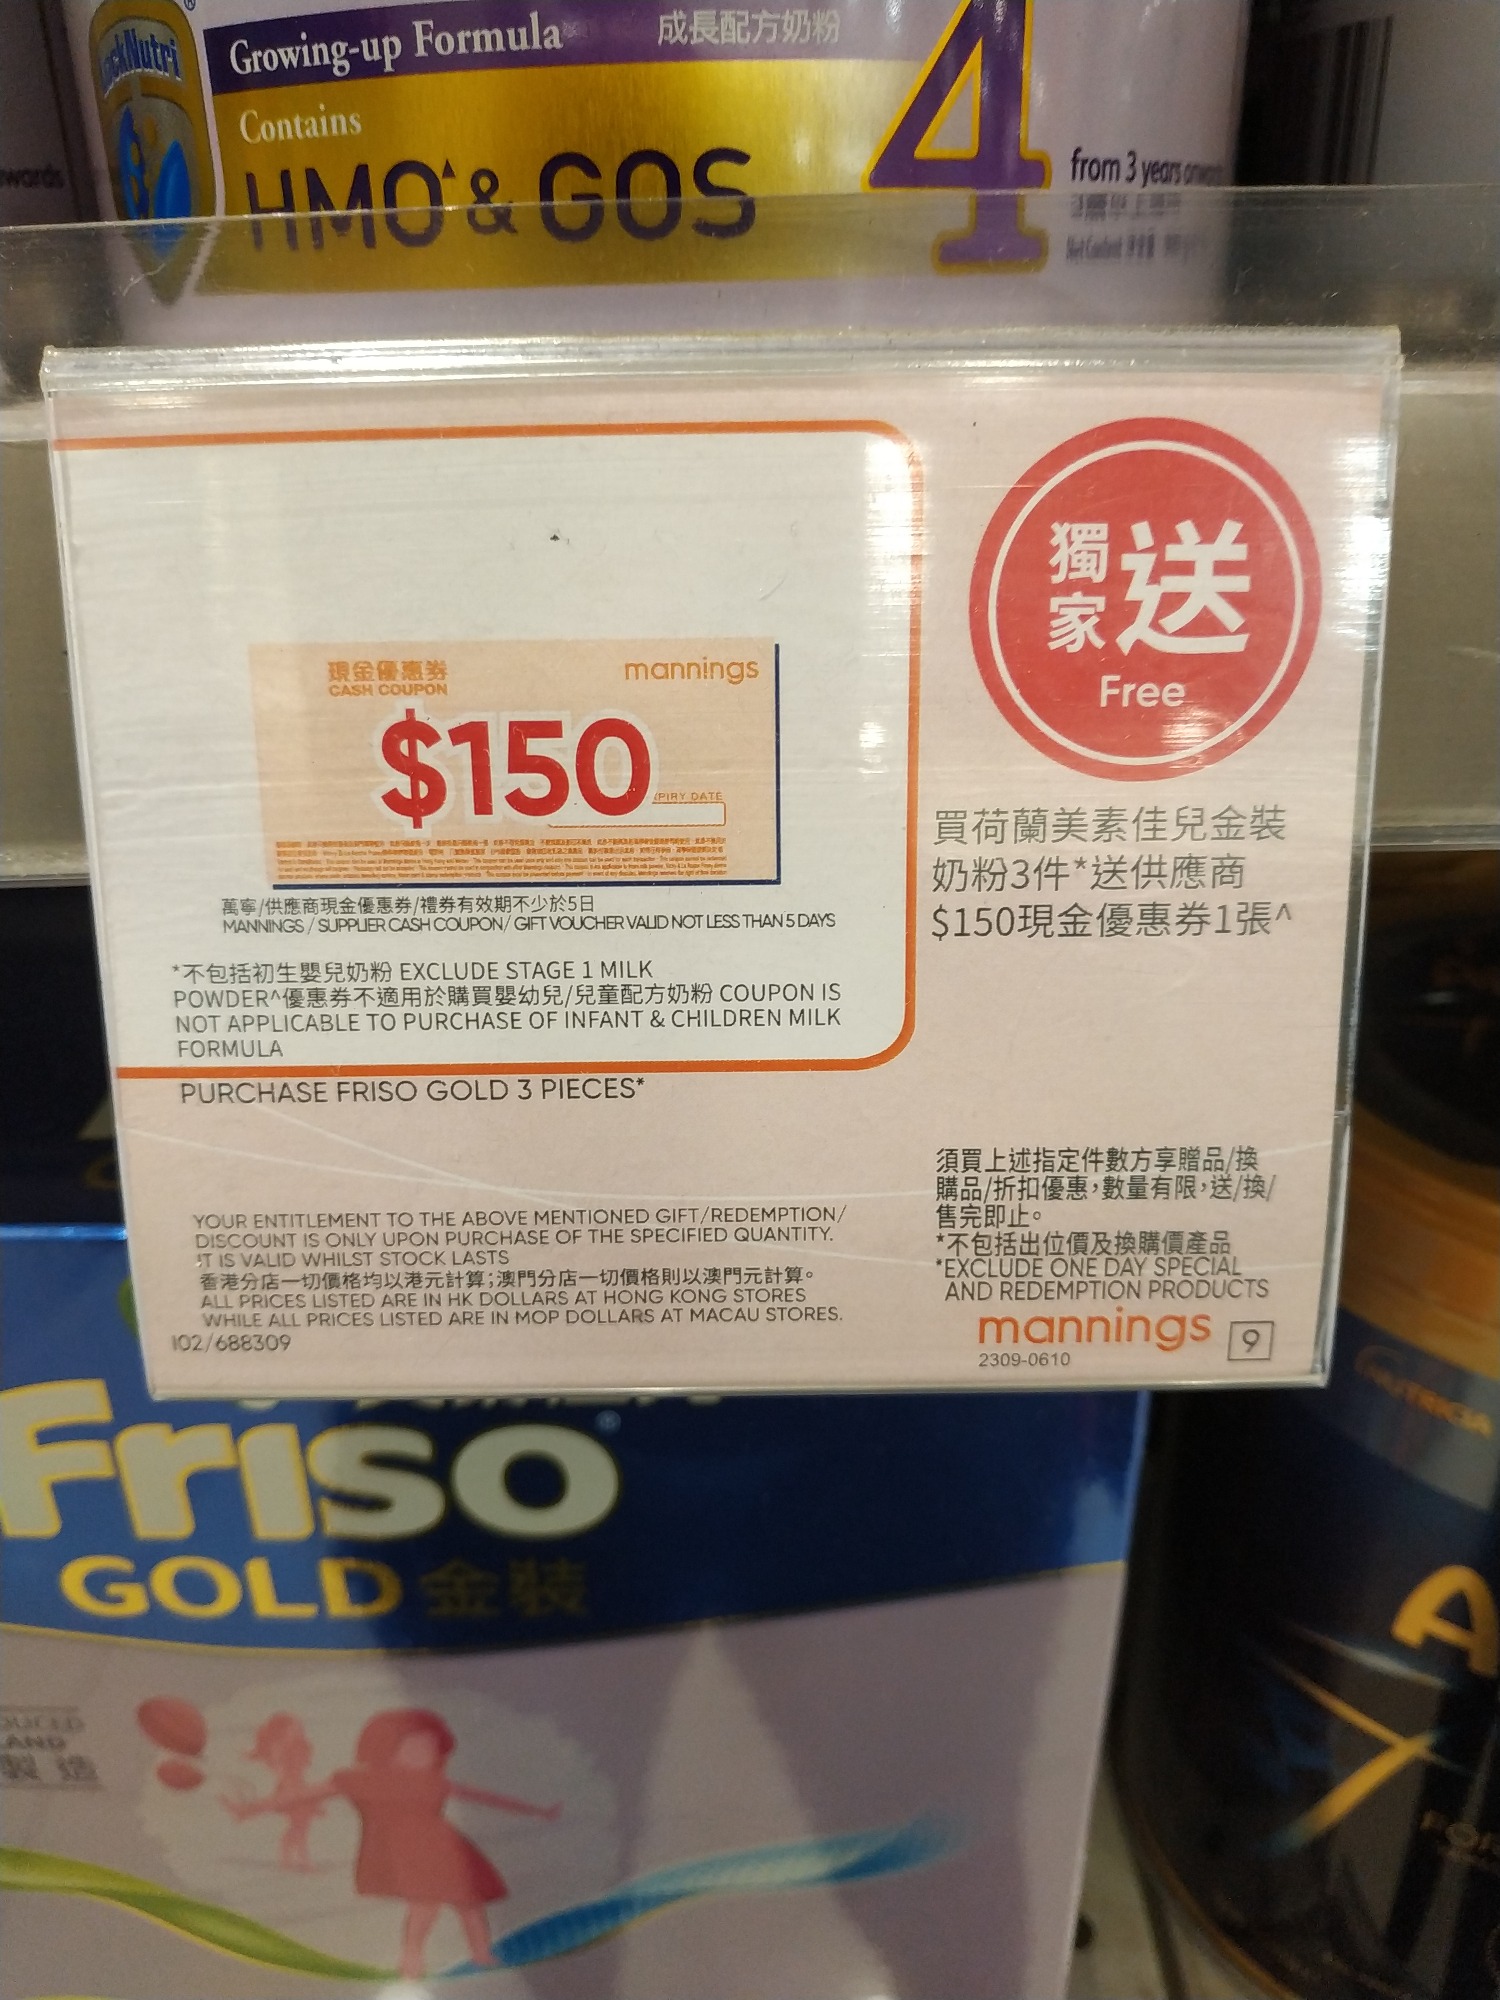 LockNutri
Growing-up Formula 成長配方奶粉
Contains
HMO▲ & GOS
4
from 3 years onwards
獨家送
Free
現金優惠券
CASH COUPON
mannings
$150
EXPIRY DATE
買荷蘭美素佳兒金裝
奶粉3件*送供應商
$150現金優惠券1張^
萬寧/供應商現金優惠券/禮券有效期不少於5日
MANNINGS / SUPPLIER CASH COUPON/ GIFT VOUCHER VALID NOT LESS THAN 5 DAYS
*不包括初生嬰兒奶粉 EXCLUDE STAGE 1 MILK
POWDER^優惠券不適用於購買嬰幼兒/兒童配方奶粉 COUPON IS
NOT APPLICABLE TO PURCHASE OF INFANT & CHILDREN MILK
FORMULA
PURCHASE FRISO GOLD 3 PIECES*
須買上述指定件數方享贈品/換
購品/折扣優惠，數量有限，送/換/
售完即止。
*不包括出位價及換購價產品
*EXCLUDE ONE DAY SPECIAL
AND REDEMPTION PRODUCTS
YOUR ENTITLEMENT TO THE ABOVE MENTIONED GIFT/REDEMPTION/
DISCOUNT IS ONLY UPON PURCHASE OF THE SPECIFIED QUANTITY.
IT IS VALID WHILST STOCK LASTS
香港分店一切價格均以港元計算；澳門分店一切價格則以澳門元計算。
ALL PRICES LISTED ARE IN HK DOLLARS AT HONG KONG STORES
WHILE ALL PRICES LISTED ARE IN MOP DOLLARS AT MACAU STORES.
102/688309
mannings 9
2309-0610
Friso
GOLD 金裝
製造
NUTRICIA
A